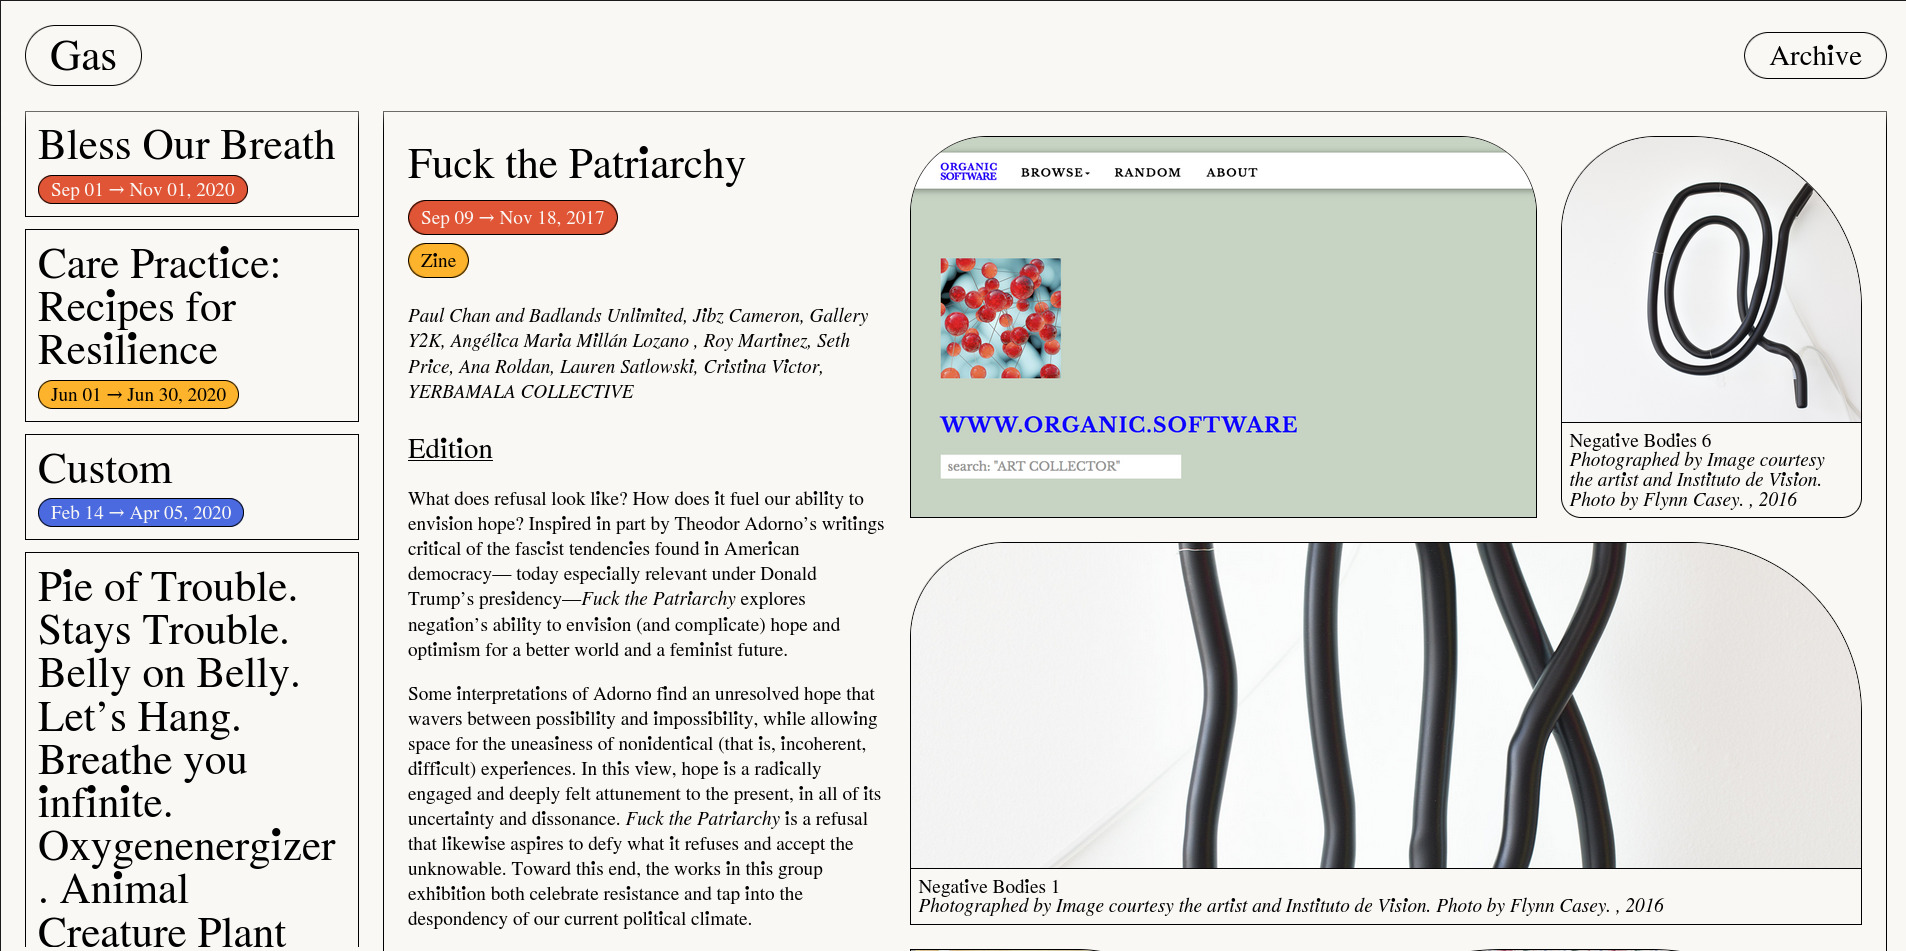 Gas
Archive
Bless Our Breath
Sep 01 → Nov 01, 2020
Care Practice:
Recipes for
Resilience
Jun 01 → Jun 30, 2020
Custom
Feb 14 → Apr 05, 2020
Pie of Trouble.
Stays Trouble.
Belly on Belly.
Let’s Hang.
Breathe you
infinite.
Oxygenenergizer
. Animal
Creature Plant
Fuck the Patriarchy
Sep 09 → Nov 18, 2017
Zine
Paul Chan and Badlands Unlimited, Jibz Cameron, Gallery
Y2K, Angélica Maria Millán Lozano , Roy Martinez, Seth
Price, Ana Roldan, Lauren Satlowski, Cristina Victor,
YERBAMALA COLLECTIVE
Edition
What does refusal look like? How does it fuel our ability to
envision hope? Inspired in part by Theodor Adorno’s writings
critical of the fascist tendencies found in American
democracy— today especially relevant under Donald
Trump’s presidency—Fuck the Patriarchy explores
negation’s ability to envision (and complicate) hope and
optimism for a better world and a feminist future.
Some interpretations of Adorno find an unresolved hope that
wavers between possibility and impossibility, while allowing
space for the uneasiness of nonidentical (that is, incoherent,
difficult) experiences. In this view, hope is a radically
engaged and deeply felt attunement to the present, in all of its
uncertainty and dissonance. Fuck the Patriarchy is a refusal
that likewise aspires to defy what it refuses and accept the
unknowable. Toward this end, the works in this group
exhibition both celebrate resistance and tap into the
despondency of our current political climate.
ORGANIC
SOFTWARE
BROWSE RANDOM ABOUT
WWW.ORGANIC.SOFTWARE
search: "ART COLLECTOR"
Negative Bodies 6
Photographed by Image courtesy
the artist and Instituto de Vision.
Photo by Flynn Casey. , 2016
Negative Bodies 1
Photographed by Image courtesy the artist and Instituto de Vision. Photo by Flynn Casey. , 2016